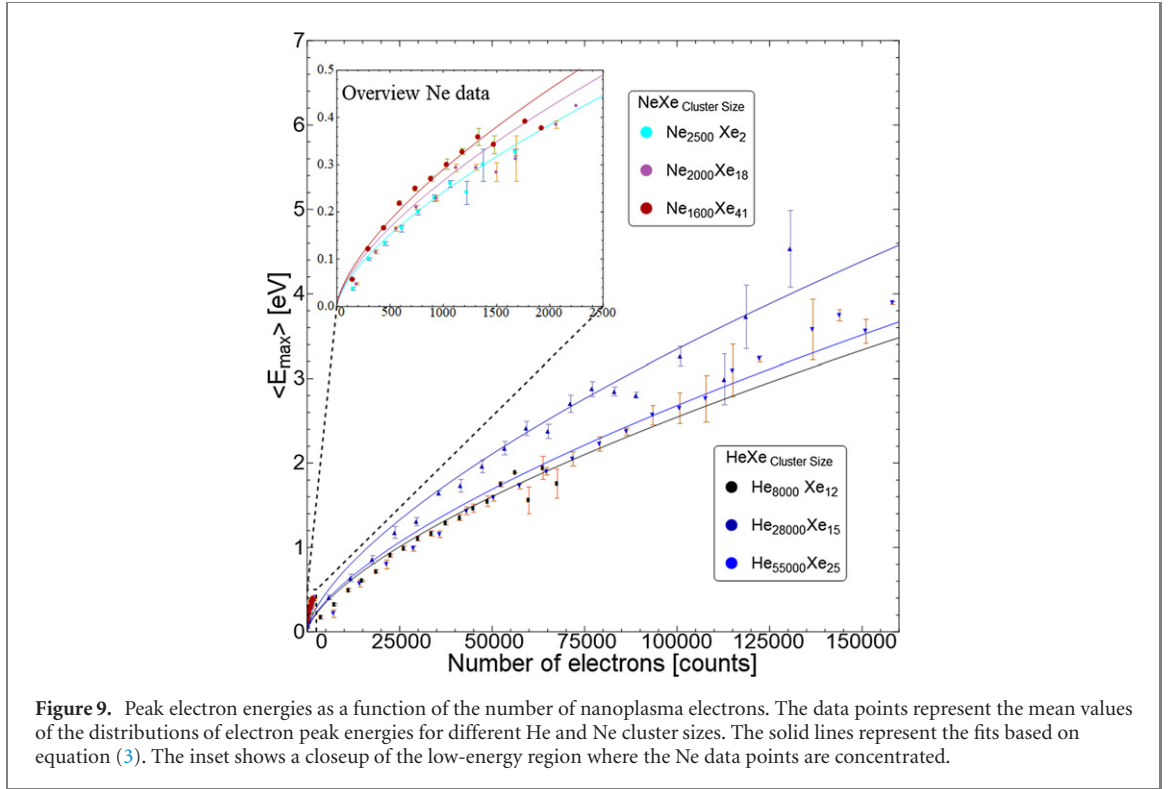 7
6
5
4
3
2
1
0
<E_max> [eV]
0.5
0.4
0.3
0.2
0.1
0.0
Overview Ne data
500 1000 1500 2000 2500
NeXe Cluster Size
Ne2500 Xe2
Ne2000Xe18
Ne1600Xe41
HeXe Cluster Size
He8000 Xe12
He28000Xe15
He55000Xe25
0 25000 50000 75000 100000 125000 150000
Number of electrons [counts]
Figure 9. Peak electron energies as a function of the number of nanoplasma electrons. The data points represent the mean values
of the distributions of electron peak energies for different He and Ne cluster sizes. The solid lines represent the fits based on
equation (3). The inset shows a closeup of the low-energy region where the Ne data points are concentrated.